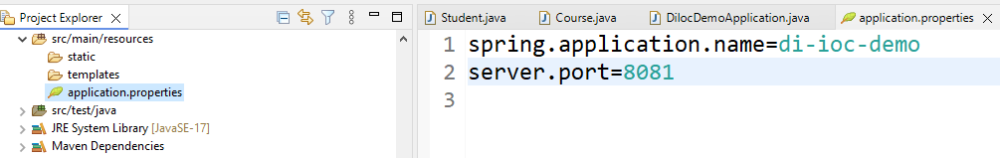 Project Explorer
src/main/resources
static
templates
application.properties
src/test/java
JRE System Library [JavaSE-17]
Maven Dependencies
Student.java
Course.java
DiIocDemoApplication.java
application.properties
1 spring.application.name=di-ioc-demo
2 server.port=8081
3